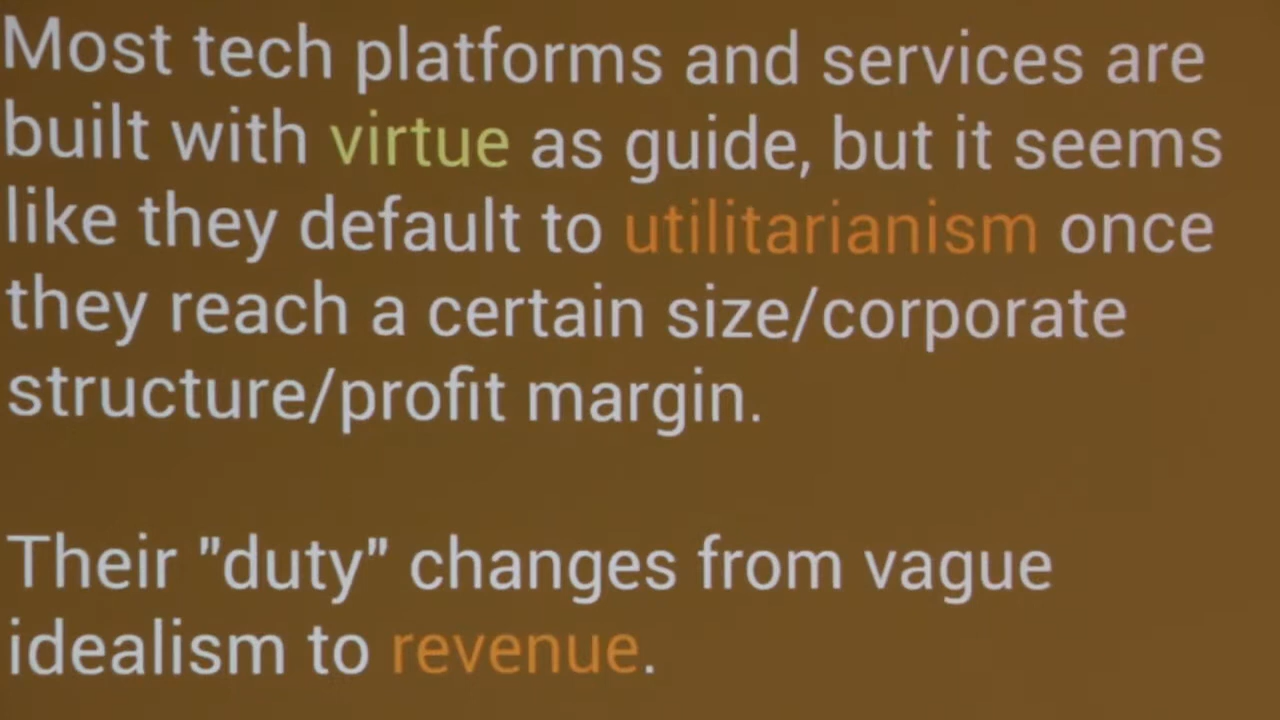 Most tech platforms and services are
built with virtue as guide, but it seems
like they default to utilitarianism once
they reach a certain size/corporate
structure/profit margin.
Their "duty" changes from vague
idealism to revenue.